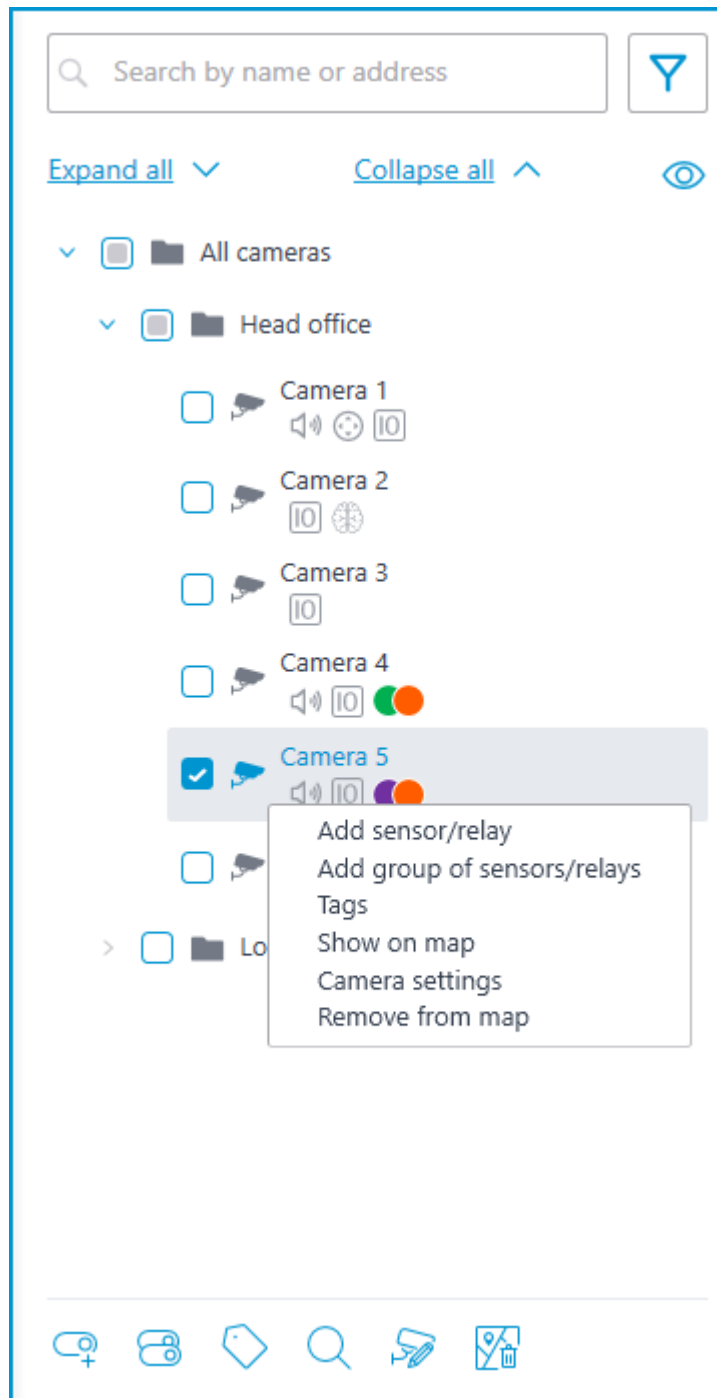 Search by name or address
Expand all
Collapse all
All cameras
Head office
Camera 1
IO
Camera 2
IO
Camera 3
IO
Camera 4
IO
Camera 5
IO
Add sensor/relay
Add group of sensors/relays
Tags
Show on map
Lo
Camera settings
Remove from map